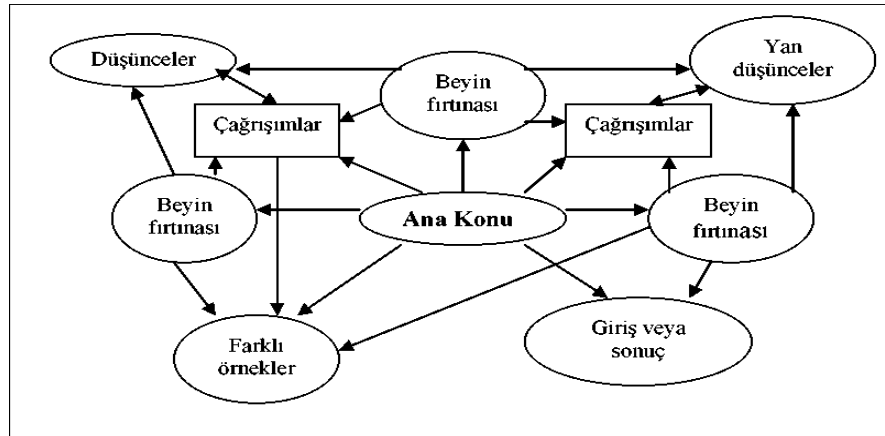 Düşünceler
Beyin
fırtınası
Yan
düşünceler
Çağrışımlar
Çağrışımlar
Beyin
fırtınası
Ana Konu
Beyin
fırtınası
Farklı
örnekler
Giriş veya
sonuç